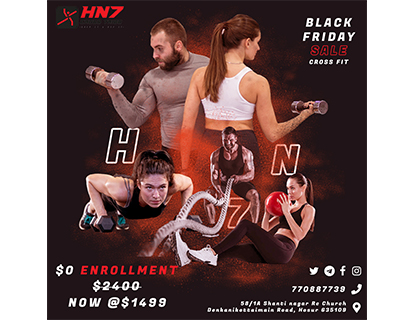 HN7
BLACK
FRIDAY
SALE
CROSS FIT
H
N
7
$0 ENROLLMENT
$2400
NOW @$1499
770887739
58/1A Shanti nagar Rc Church
Denkanikottaimain Road, Hosur 635109